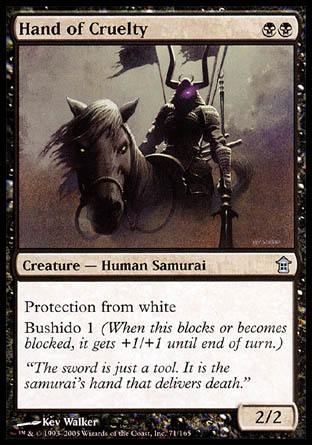 Hand of Cruelty
Creature — Human Samurai
Protection from white
Bushido 1 (When this blocks or becomes
blocked, it gets +1/+1 until end of turn.)
"The sword is just a tool. It is the
samurai's hand that delivers death."
Kev Walker
™ & © 1993–2005 Wizards of the Coast, Inc. 71/165
2/2